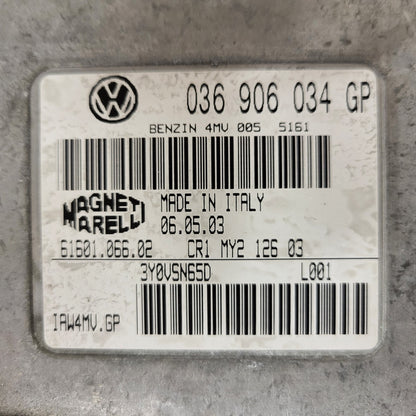 036 906 034 GP
BENZIN 4MV 005 5161
MAGNETI
MARELLI
MADE IN ITALY
06.05.03
61601.066.02 CR1 MY2 126 03
3Y0VSN65D L001
IAW4MV.GP